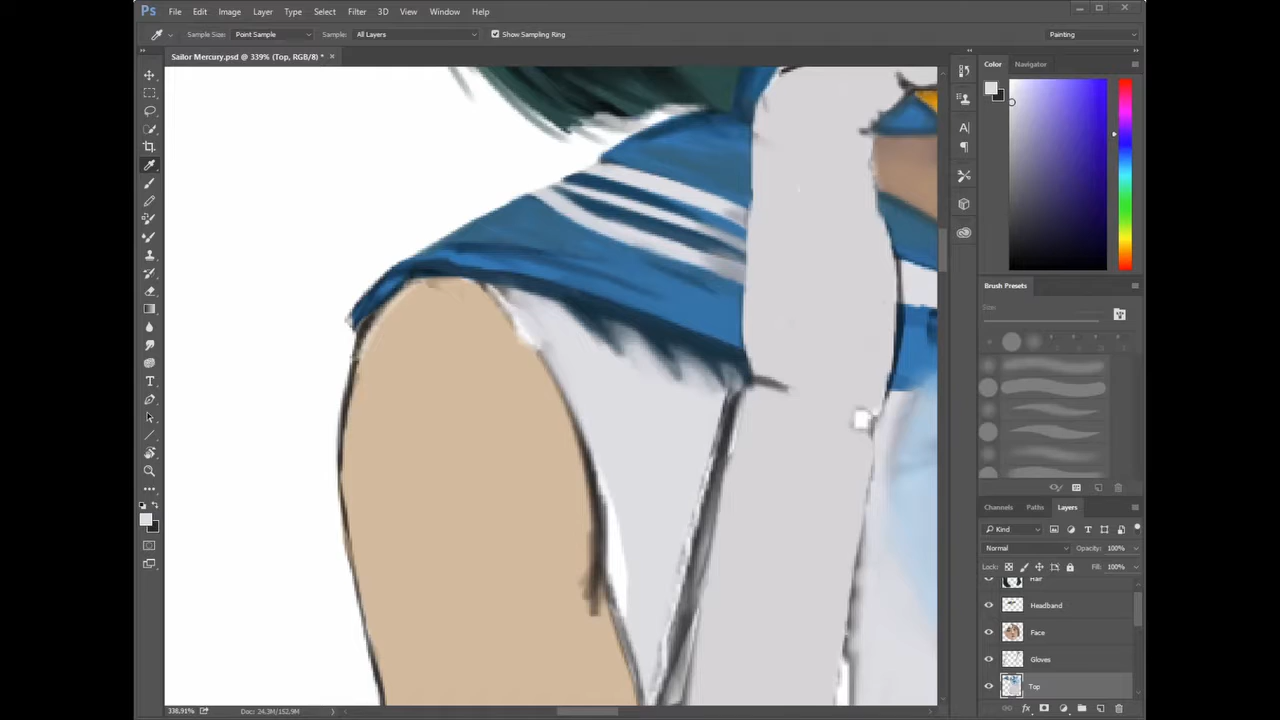 Ps File Edit Image Layer Type Select Filter 3D View Window Help
Sample Size: Point Sample Sample: All Layers Show Sampling Ring Painting
Sailor Mercury.psd @ 339% (Top, RGB/8) *
Color Navigator
Brush Presets
Size:
Channels Paths Layers
Kind
Normal Opacity: 100%
Lock: Fill: 100%
Hair
Headband
Face
Gloves
Top
338.91% Doc: 24.3M/152.9M